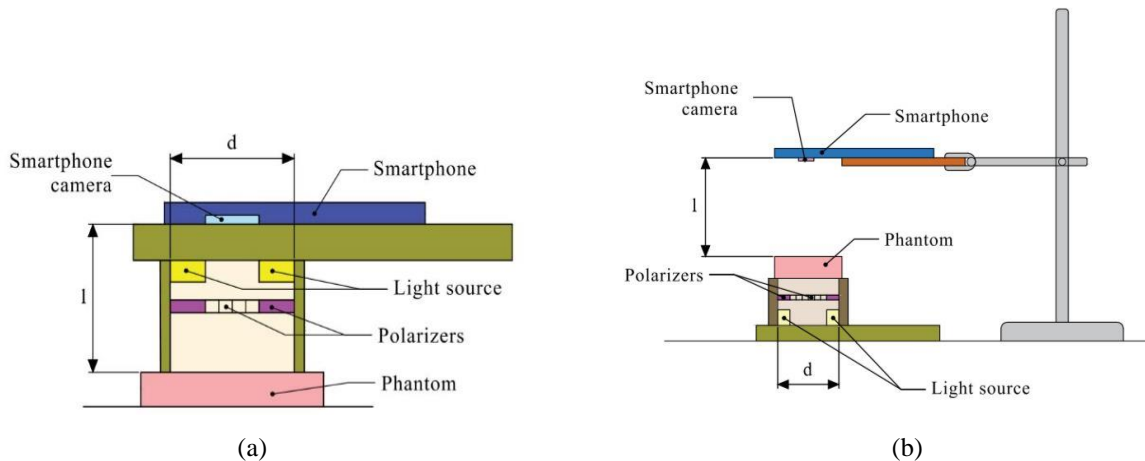 d
Smartphone
camera
Smartphone
l
Light source
Polarizers
Phantom
(a)
Smartphone
camera
Smartphone
l
Phantom
Polarizers
d
Light source
(b)